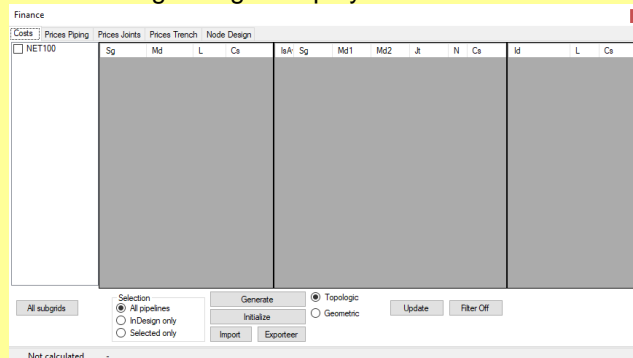 Finance
Costs Prices Piping Prices Joints Prices Trench Node Design
NET100
Sg Md L Cs IsA Sg Md1 Md2 Jt N Cs Id L Cs
Selection
All pipelines
InDesign only
Selected only
All subgrids
Generate
Initialize
Import Exporteer
Topologic
Geometric
Update Filter Off
Not calculated -